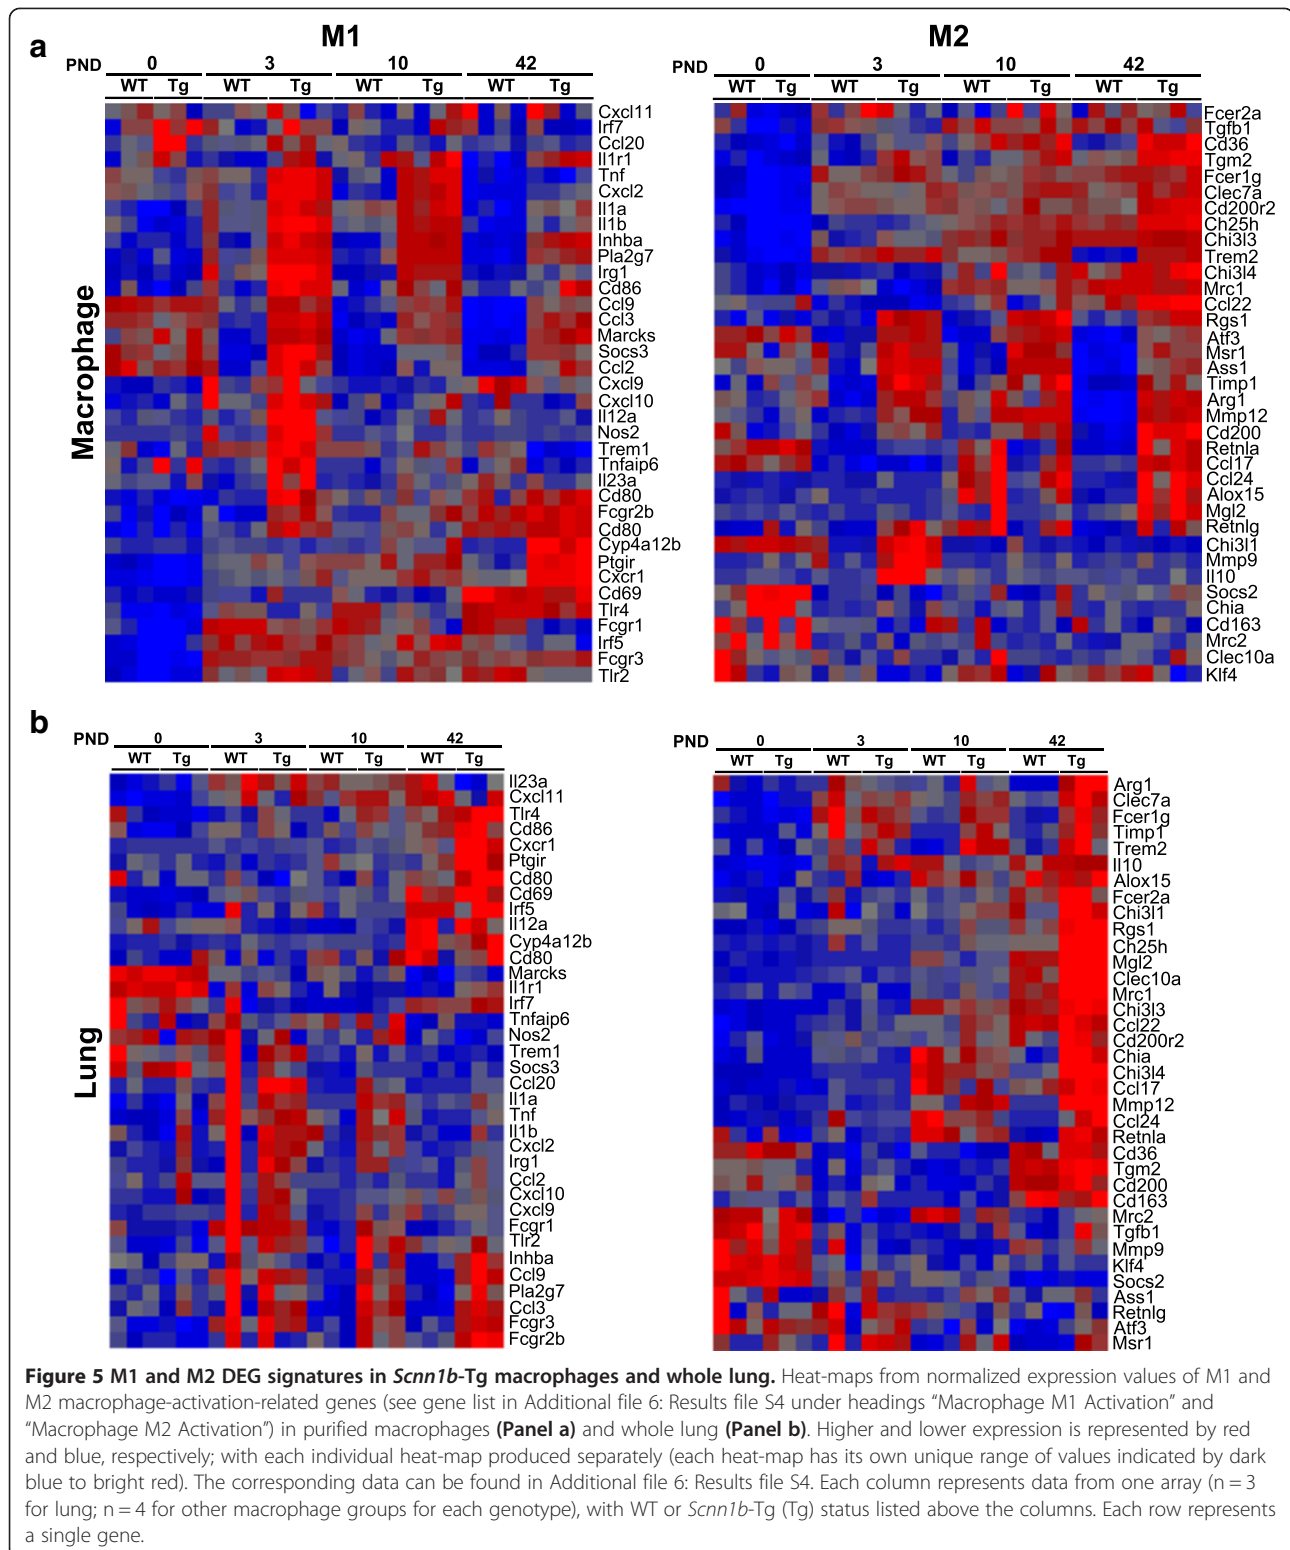 a
M1
M2
PND 0 3 10 42
WT Tg WT Tg WT Tg WT Tg
PND 0 3 10 42
WT Tg WT Tg WT Tg WT Tg
Macrophage
Cxcl11
Irf7
Ccl20
Il1r1
Tnf
Cxcl2
Il1a
Il1b
Inhba
Pla2g7
Irg1
Cd86
Ccl9
Ccl3
Marcks
Socs3
Ccl2
Cxcl9
Cxcl10
Il12a
Nos2
Trem1
Tnfaip6
Il23a
Cd80
Fcgr2b
Cd80
Cyp4a12b
Ptgir
Cxcr1
Cd69
Tlr4
Fcgr1
Irf5
Fcgr3
Tlr2
Fcer2a
Tgfb1
Cd36
Tgm2
Fcer1g
Clec7a
Cd200r2
Ch25h
Chi3l3
Trem2
Chi3l4
Mrc1
Ccl22
Rgs1
Atf3
Msr1
Ass1
Timp1
Arg1
Mmp12
Cd200
Retnla
Ccl17
Ccl24
Alox15
Mgl2
Retnlg
Chi3l1
Mmp9
Il10
Socs2
Chia
Cd163
Mrc2
Clec10a
Klf4
b
PND 0 3 10 42
WT Tg WT Tg WT Tg WT Tg
PND 0 3 10 42
WT Tg WT Tg WT Tg WT Tg
Lung
Il23a
Cxcl11
Tlr4
Cd86
Cxcr1
Ptgir
Cd80
Cd69
Irf5
Il12a
Cyp4a12b
Cd80
Marcks
Il1r1
Irf7
Tnfaip6
Nos2
Trem1
Socs3
Ccl20
Il1a
Tnf
Il1b
Cxcl2
Irg1
Ccl2
Cxcl10
Cxcl9
Fcgr1
Tlr2
Inhba
Ccl9
Pla2g7
Ccl3
Fcgr3
Fcgr2b
Arg1
Clec7a
Fcer1g
Timp1
Trem2
Il10
Alox15
Fcer2a
Chi3l1
Rgs1
Ch25h
Mgl2
Clec10a
Mrc1
Chi3l3
Ccl22
Cd200r2
Chia
Chi3l4
Ccl17
Mmp12
Ccl24
Retnla
Cd36
Tgm2
Cd200
Cd163
Mrc2
Tgfb1
Mmp9
Klf4
Socs2
Ass1
Retnlg
Atf3
Msr1
Figure 5 M1 and M2 DEG signatures in Scnn1b-Tg macrophages and whole lung. Heat-maps from normalized expression values of M1 and
M2 macrophage-activation-related genes (see gene list in Additional file 6: Results file S4 under headings “Macrophage M1 Activation” and
“Macrophage M2 Activation”) in purified macrophages (Panel a) and whole lung (Panel b). Higher and lower expression is represented by red
and blue, respectively; with each individual heat-map produced separately (each heat-map has its own unique range of values indicated by dark
blue to bright red). The corresponding data can be found in Additional file 6: Results file S4. Each column represents data from one array (n = 3
for lung; n = 4 for other macrophage groups for each genotype), with WT or Scnn1b-Tg (Tg) status listed above the columns. Each row represents
a single gene.